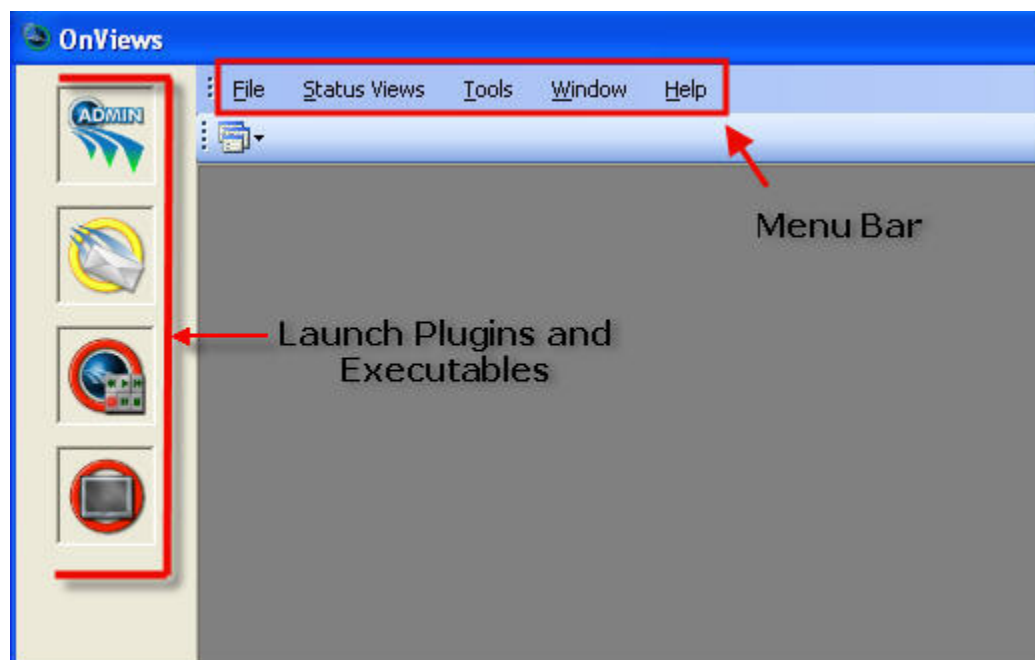 OnViews
File Status Views Tools Window Help
ADMIN
Menu Bar
Launch Plugins and
Executables